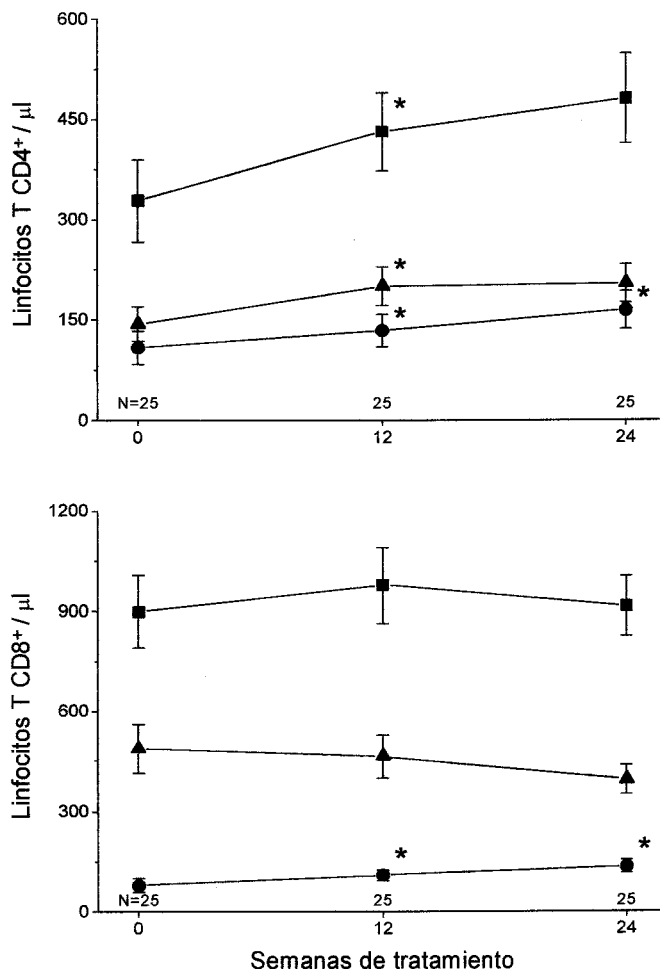 600
450
300
150
0
Linfocitos T CD4⁺ / µl
*
*
*
*
N=25 25 25
0 12 24
1200
900
600
300
0
Linfocitos T CD8⁺ / µl
*
*
N=25 25 25
0 12 24
Semanas de tratamiento